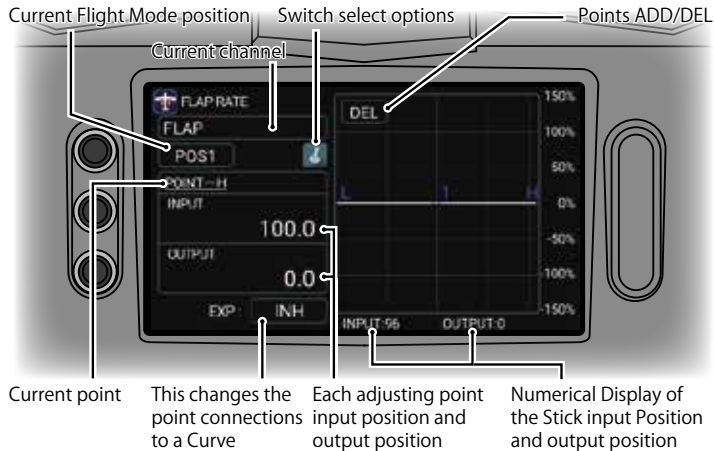 Current Flight Mode position
Switch select options
Points ADD/DEL
Current channel
FLAP RATE
FLAP
POS1
POINT-H
INPUT
100.0
OUTPUT
0.0
EXP
INH
DEL
150%
100%
50%
0%
-50%
-100%
-150%
L
1
H
INPUT:96
OUTPUT:0
Current point
This changes the
point connections
to a Curve
Each adjusting point
input position and
output position
Numerical Display of
the Stick input Position
and output position